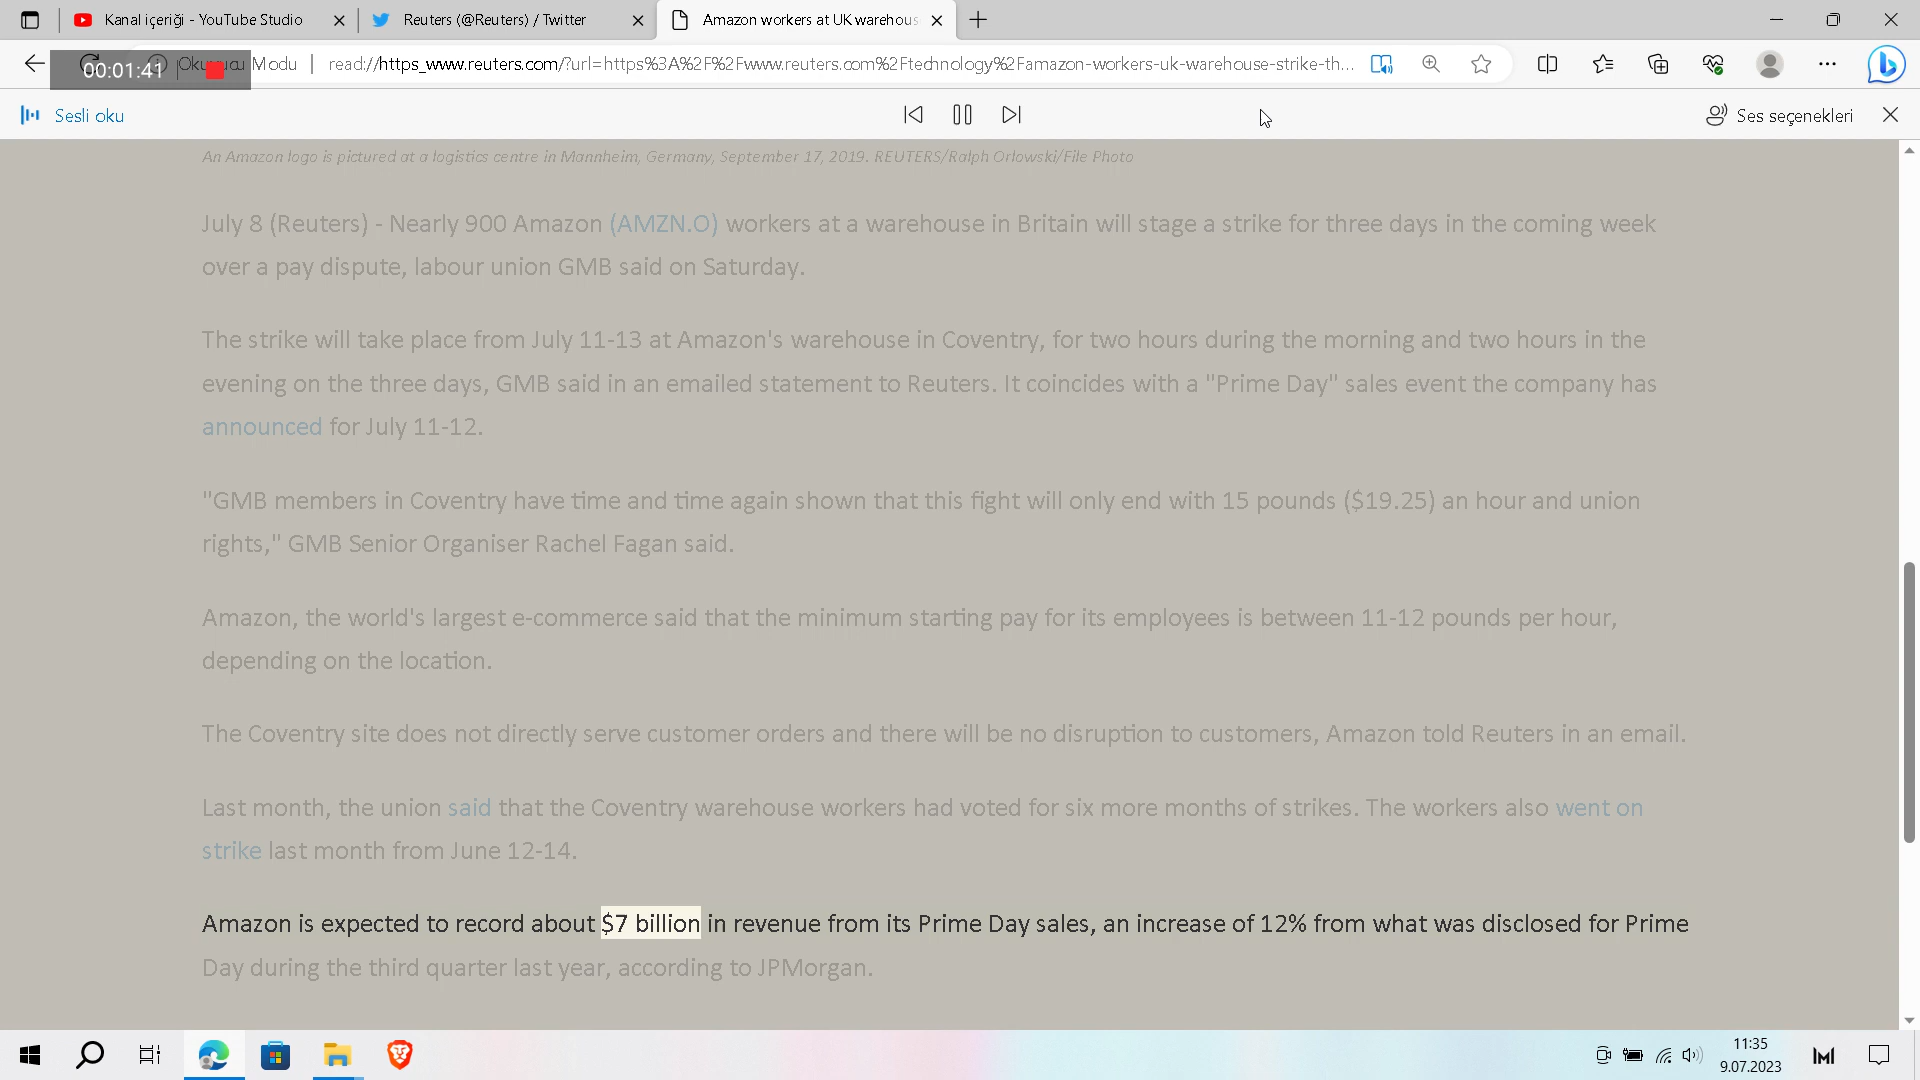 Kanal içeriği - YouTube Studio
Reuters (@Reuters) / Twitter
Amazon workers at UK warehous
00:01:41
Modu
read://https_www.reuters.com/?url=https%3A%2F%2Fwww.reuters.com%2Ftechnology%2Famazon-workers-uk-warehouse-strike-th...
Sesli oku
Ses seçenekleri
An Amazon logo is pictured at a logistics centre in Mannheim, Germany, September 17, 2019. REUTERS/Ralph Orlowski/File Photo
July 8 (Reuters) - Nearly 900 Amazon (AMZN.O) workers at a warehouse in Britain will stage a strike for three days in the coming week
over a pay dispute, labour union GMB said on Saturday.
The strike will take place from July 11-13 at Amazon's warehouse in Coventry, for two hours during the morning and two hours in the
evening on the three days, GMB said in an emailed statement to Reuters. It coincides with a "Prime Day" sales event the company has
announced for July 11-12.
"GMB members in Coventry have time and time again shown that this fight will only end with 15 pounds ($19.25) an hour and union
rights," GMB Senior Organiser Rachel Fagan said.
Amazon, the world's largest e-commerce said that the minimum starting pay for its employees is between 11-12 pounds per hour,
depending on the location.
The Coventry site does not directly serve customer orders and there will be no disruption to customers, Amazon told Reuters in an email.
Last month, the union said that the Coventry warehouse workers had voted for six more months of strikes. The workers also went on
strike last month from June 12-14.
Amazon is expected to record about $7 billion in revenue from its Prime Day sales, an increase of 12% from what was disclosed for Prime
Day during the third quarter last year, according to JPMorgan.
11:35
9.07.2023